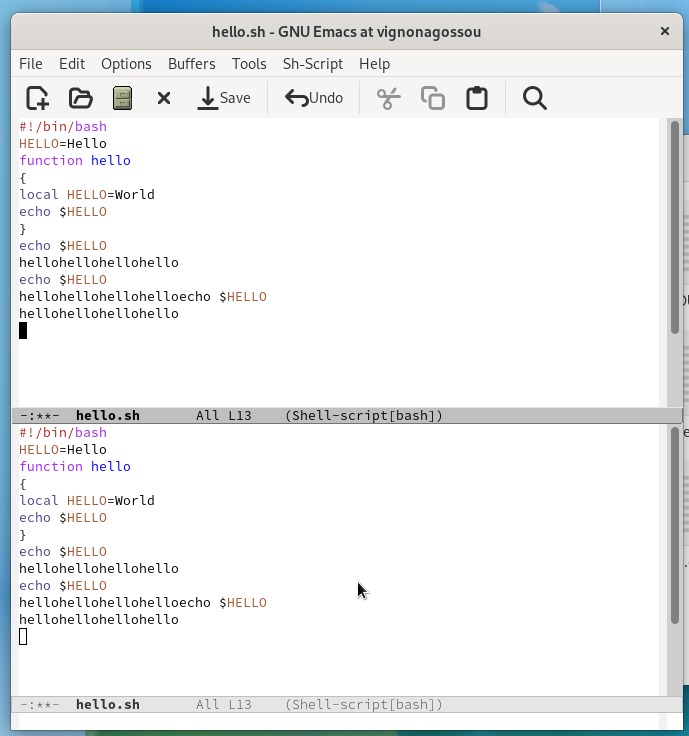 hello.sh - GNU Emacs at vignonagossou
File Edit Options Buffers Tools Sh-Script Help
Save Undo
#!/bin/bash
HELLO=Hello
function hello
{
local HELLO=World
echo $HELLO
}
echo $HELLO
hellohellohellohello
echo $HELLO
hellohellohellohelloecho $HELLO
hellohellohellohello
-:**- hello.sh All L13 (Shell-script[bash])
#!/bin/bash
HELLO=Hello
function hello
{
local HELLO=World
echo $HELLO
}
echo $HELLO
hellohellohellohello
echo $HELLO
hellohellohellohelloecho $HELLO
hellohellohellohello
-:**- hello.sh All L13 (Shell-script[bash])